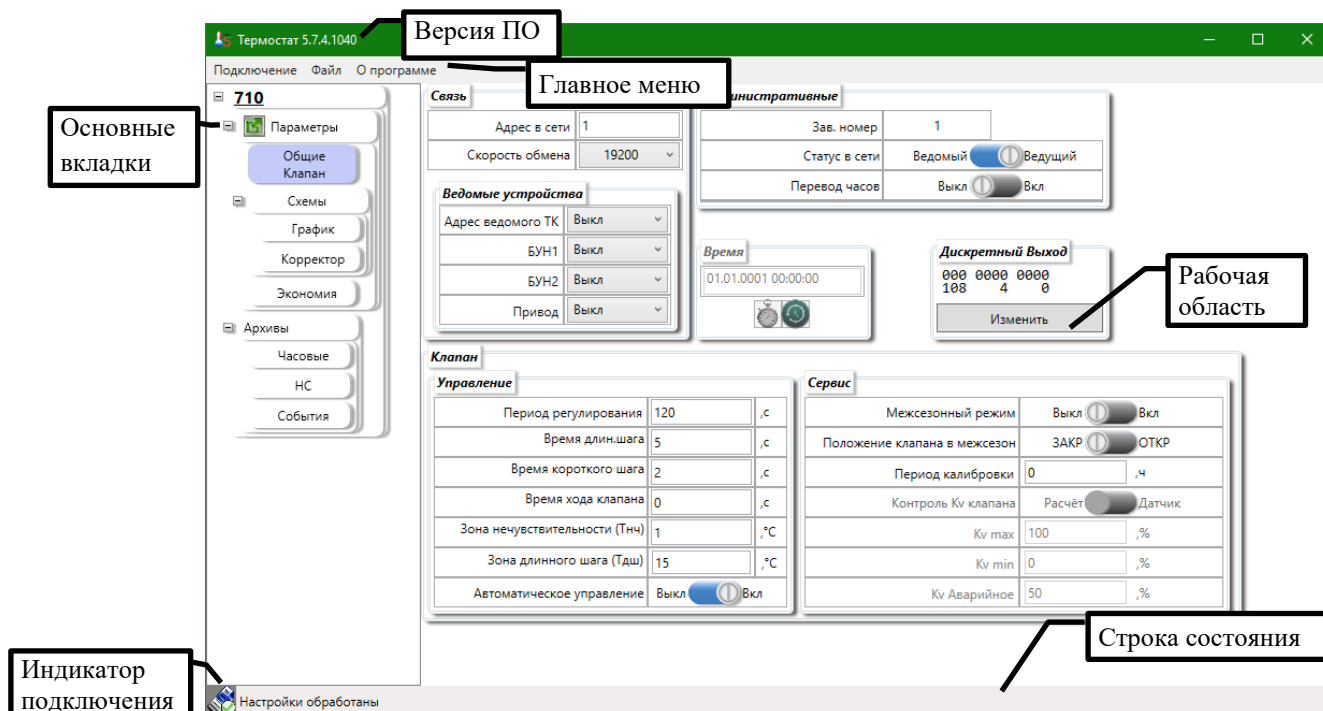 Термостат 5.7.4.1040
Версия ПО
Подключение Файл О программе
Главное меню
Основные
вкладки
710
Параметры
Общие
Клапан
Схемы
График
Корректор
Экономия
Архивы
Часовые
НС
События
Связь
Адрес в сети 1
Скорость обмена 19200
Ведомые устройства
Адрес ведомого ТК Выкл
БУН1 Выкл
БУН2 Выкл
Привод Выкл
министративные
Зав. номер 1
Статус в сети Ведомый Ведущий
Перевод часов Выкл Вкл
Время
01.01.0001 00:00:00
Дискретный Выход
000 0000 0000
108 4 0
Изменить
Рабочая
область
Клапан
Управление
Период регулирования 120 ,с
Время длин.шага 5 ,с
Время короткого шага 2 ,с
Время хода клапана 0 ,с
Зона нечувствительности (Тнч) 1 ,°C
Зона длинного шага (Тдш) 15 ,°C
Автоматическое управление Выкл Вкл
Сервис
Межсезонный режим Выкл Вкл
Положение клапана в межсезон ЗАКР ОТКР
Период калибровки 0 ,ч
Контроль Kv клапана Расчёт Датчик
Kv max 100 ,%
Kv min 0 ,%
Kv Аварийное 50 ,%
Строка состояния
Индикатор
подключения
Настройки обработаны